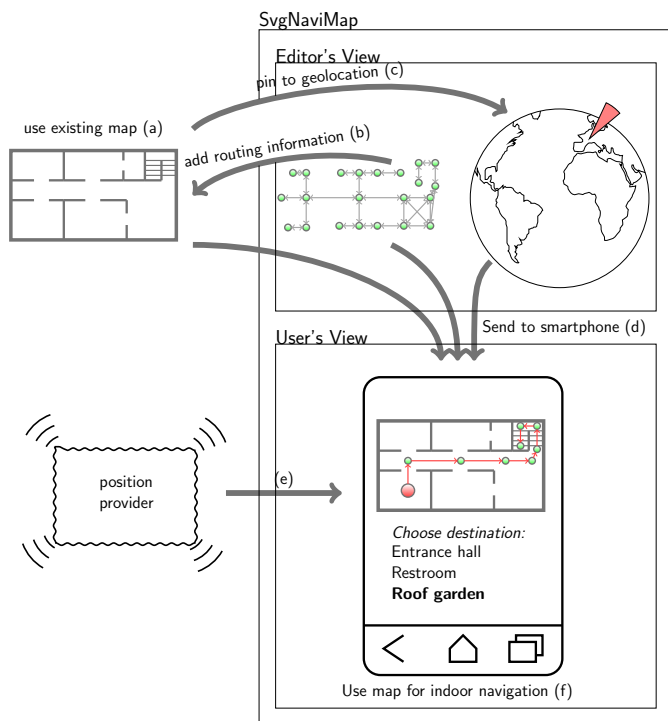 SvgNaviMap
Editor's View
pin to geolocation (c)
use existing map (a)
add routing information (b)
Send to smartphone (d)
User's View
position
provider
(e)
Choose destination:
Entrance hall
Restroom
Roof garden
Use map for indoor navigation (f)